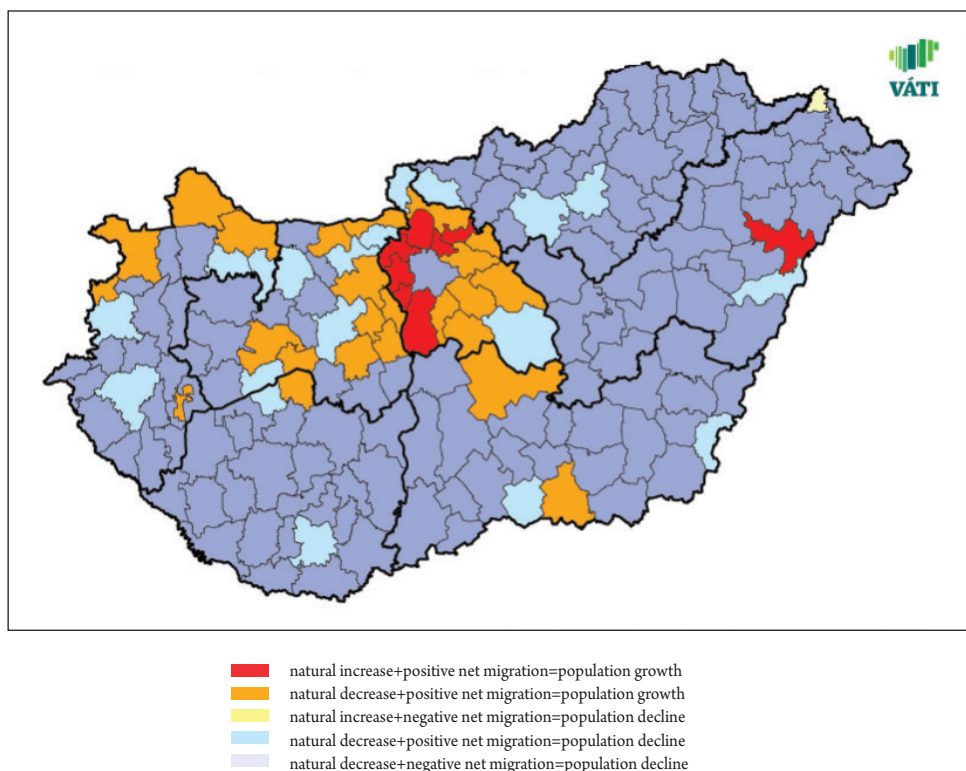 VÁTI
natural increase+positive net migration=population growth
natural decrease+positive net migration=population growth
natural increase+negative net migration=population decline
natural decrease+positive net migration=population decline
natural decrease+negative net migration=population decline